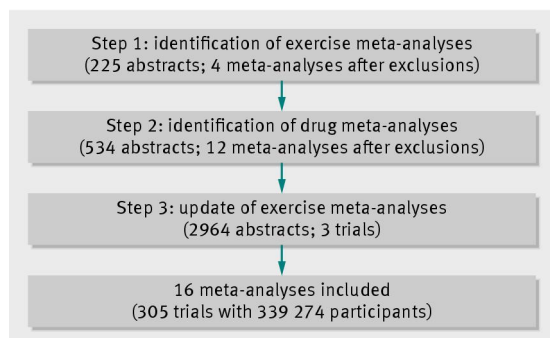 Step 1: identification of exercise meta-analyses
(225 abstracts; 4 meta-analyses after exclusions)
Step 2: identification of drug meta-analyses
(534 abstracts; 12 meta-analyses after exclusions)
Step 3: update of exercise meta-analyses
(2964 abstracts; 3 trials)
16 meta-analyses included
(305 trials with 339 274 participants)